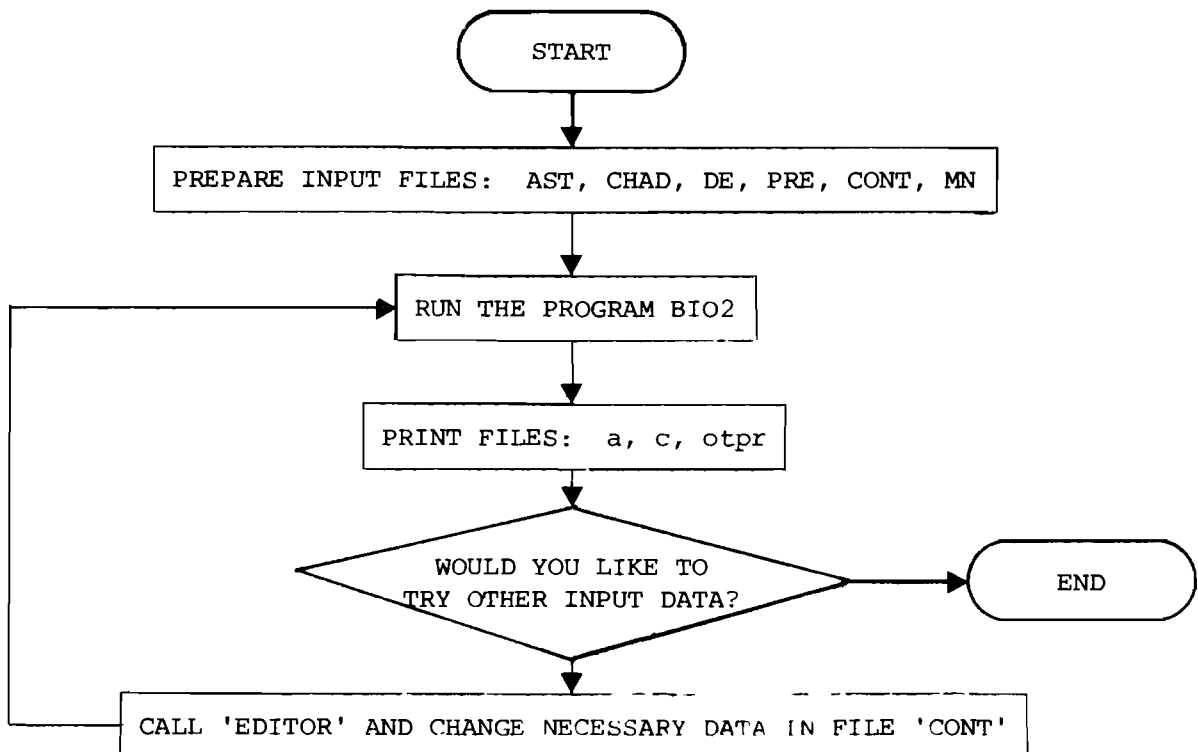 START
PREPARE INPUT FILES: AST, CHAD, DE, PRE, CONT, MN
RUN THE PROGRAM BIO2
PRINT FILES: a, c, otpr
WOULD YOU LIKE TO
TRY OTHER INPUT DATA?
END
CALL 'EDITOR' AND CHANGE NECESSARY DATA IN FILE 'CONT'